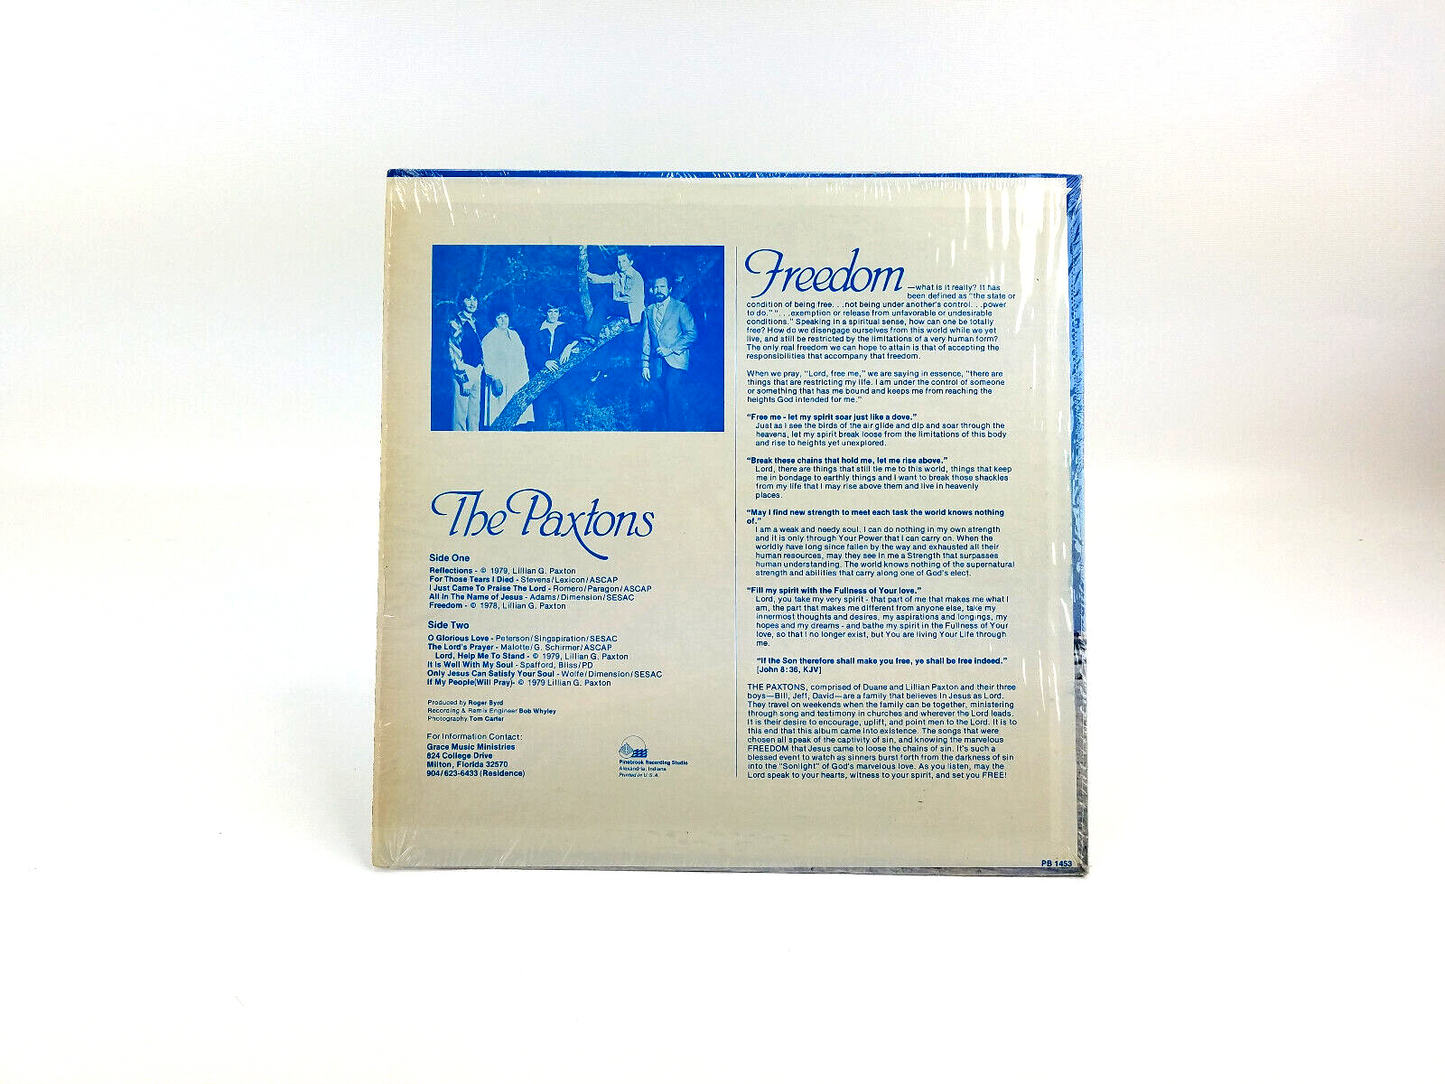 The Paxtons
Side One
Reflections - © 1979, Lillian G. Paxton
For Those Tears I Died - Stevens/Lexicon/ASCAP
I Just Came To Praise The Lord - Romero/Paragon/ASCAP
All In The Name of Jesus - Adams/Dimension/SESAC
Freedom - © 1978, Lillian G. Paxton
Side Two
O Glorious Love - Peterson/Singspiration/SESAC
The Lord's Prayer - Malotte/G. Schirmer/ASCAP
Lord, Help Me To Stand - © 1979, Lillian G. Paxton
It Is Well With My Soul - Spafford, Bliss/PD
Only Jesus Can Satisfy Your Soul - Wolfe/Dimension/SESAC
If My People(Will Pray)- © 1979 Lillian G. Paxton
Produced by Roger Byrd
Recording & Remix Engineer Bob Whyley
Photography Tom Carter
For Information Contact:
Grace Music Ministries
824 College Drive
Milton, Florida 32570
904/623-6433 (Residence)
Pinebrook Recording Studio
Alexandria, Indiana
Printed in U.S.A.
Freedom —what is it really? It has
been defined as "the state or
condition of being free. . .not being under another's control. . .power
to do." ". . .exemption or release from unfavorable or undesirable
conditions." Speaking in a spiritual sense, how can one be totally
free? How do we disengage ourselves from this world while we yet
live, and still be restricted by the limitations of a very human form?
The only real freedom we can hope to attain is that of accepting the
responsibilities that accompany that freedom.
When we pray, "Lord, free me," we are saying in essence, "there are
things that are restricting my life. I am under the control of someone
or something that has me bound and keeps me from reaching the
heights God intended for me."
"Free me - let my spirit soar just like a dove."
Just as I see the birds of the air glide and dip and soar through the
heavens, let my spirit break loose from the limitations of this body
and rise to heights yet unexplored.
"Break these chains that hold me, let me rise above."
Lord, there are things that still tie me to this world, things that keep
me in bondage to earthly things and I want to break those shackles
from my life that I may rise above them and live in heavenly
places.
"May I find new strength to meet each task the world knows nothing
of."
I am a weak and needy soul. I can do nothing in my own strength
and it is only through Your Power that I can carry on. When the
worldly have long since fallen by the way and exhausted all their
human resources, may they see in me a Strength that surpasses
human understanding. The world knows nothing of the supernatural
strength and abilities that carry along one of God's elect.
"Fill my spirit with the Fullness of Your love."
Lord, you take my very spirit - that part of me that makes me what I
am, the part that makes me different from anyone else, take my
innermost thoughts and desires, my aspirations and longings, my
hopes and my dreams - and bathe my spirit in the Fullness of Your
love, so that I no longer exist, but You are living Your Life through
me.
"If the Son therefore shall make you free, ye shall be free indeed."
[John 8:36, KJV]
THE PAXTONS, comprised of Duane and Lillian Paxton and their three
boys—Bill, Jeff, David—are a family that believes in Jesus as Lord.
They travel on weekends when the family can be together, ministering
through song and testimony in churches and wherever the Lord leads.
It is their desire to encourage, uplift, and point men to the Lord. It is to
this end that this album came into existence. The songs that were
chosen all speak of the captivity of sin, and knowing the marvelous
FREEDOM that Jesus came to loose the chains of sin. It's such a
blessed event to watch as sinners burst forth from the darkness of sin
into the "Sonlight" of God's marvelous love. As you listen, may the
Lord speak to your hearts, witness to your spirit, and set you FREE!
PB 1453